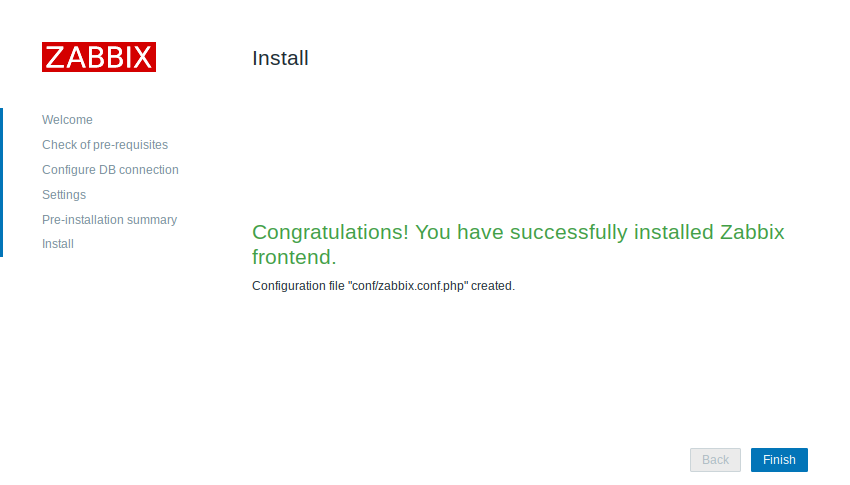 ZABBIX
Install
Welcome
Check of pre-requisites
Configure DB connection
Settings
Pre-installation summary
Install
Congratulations! You have successfully installed Zabbix
frontend.
Configuration file "conf/zabbix.conf.php" created.
Back
Finish